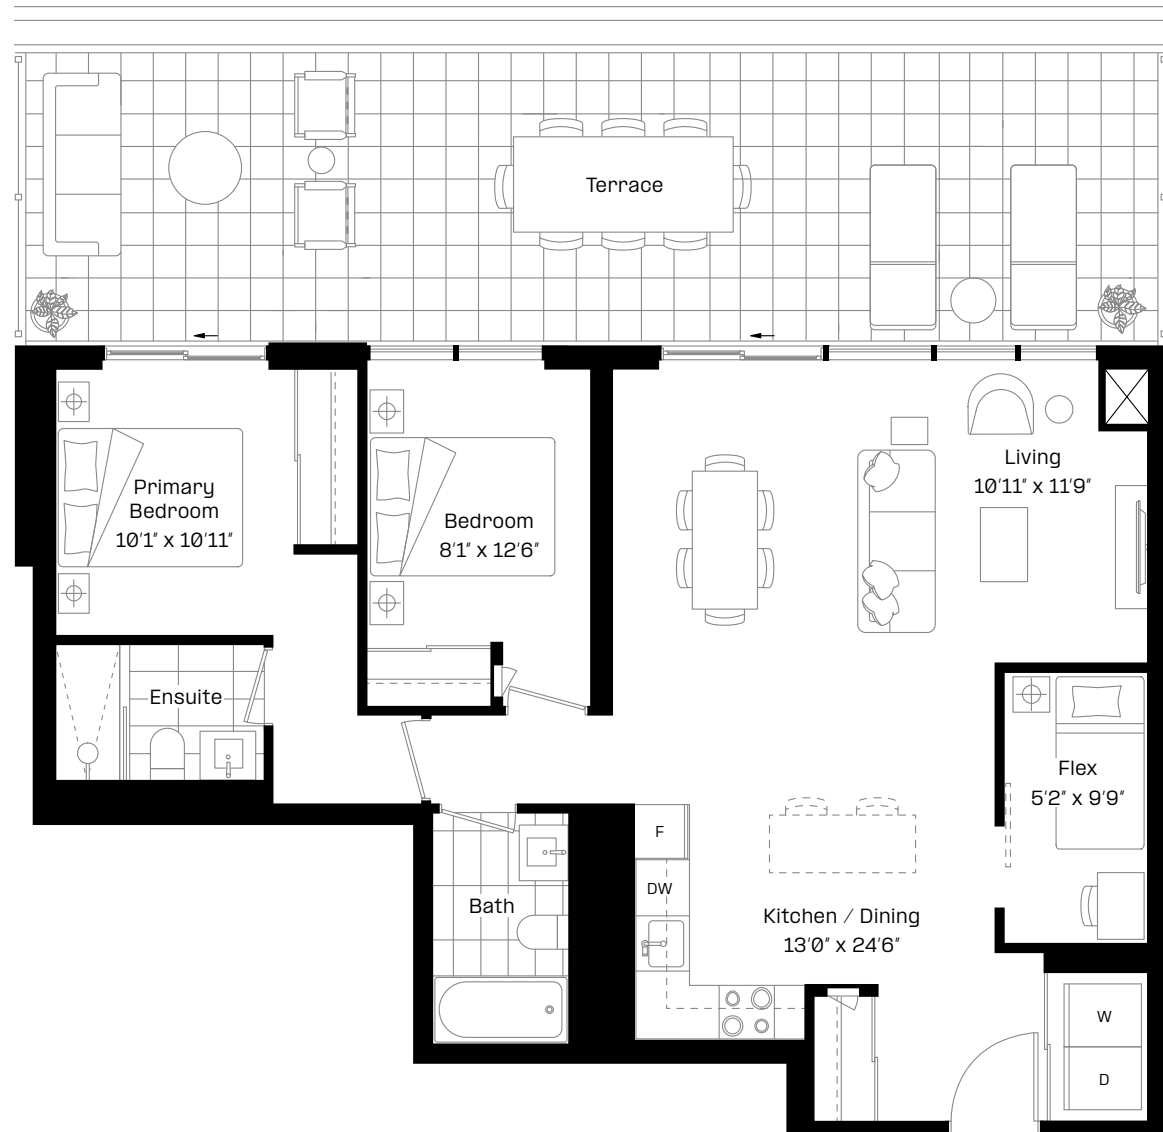 Terrace
Living
10'11" x 11'9"
Primary
Bedroom
10'1" x 10'11"
Bedroom
8'1" x 12'6"
Ensuite
Flex
5'2" x 9'9"
F
DW
Bath
Kitchen / Dining
13'0" x 24'6"
W
D